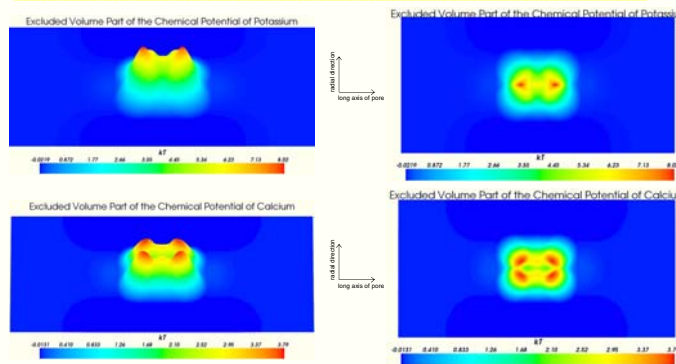 Excluded Volume Part of the Chemical Potential of Potassium
Excluded Volume Part of the Chemical Potential of Potassiu
radial direction
long axis of pore
kT
-0.0219 0.872 1.77 2.66 3.55 4.45 5.34 6.23 7.13 8.02
kT
-0.0219 0.872 1.77 2.66 3.55 4.45 5.34 6.23 7.13 8.0
Excluded Volume Part of the Chemical Potential of Calcium
Excluded Volume Part of the Chemical Potential of Calciu
radial direction
long axis of pore
kT
-0.0131 0.410 0.833 1.26 1.68 2.10 2.52 2.95 3.37 3.79
kT
-0.0131 0.410 0.833 1.26 1.68 2.10 2.52 2.95 3.37 3.7